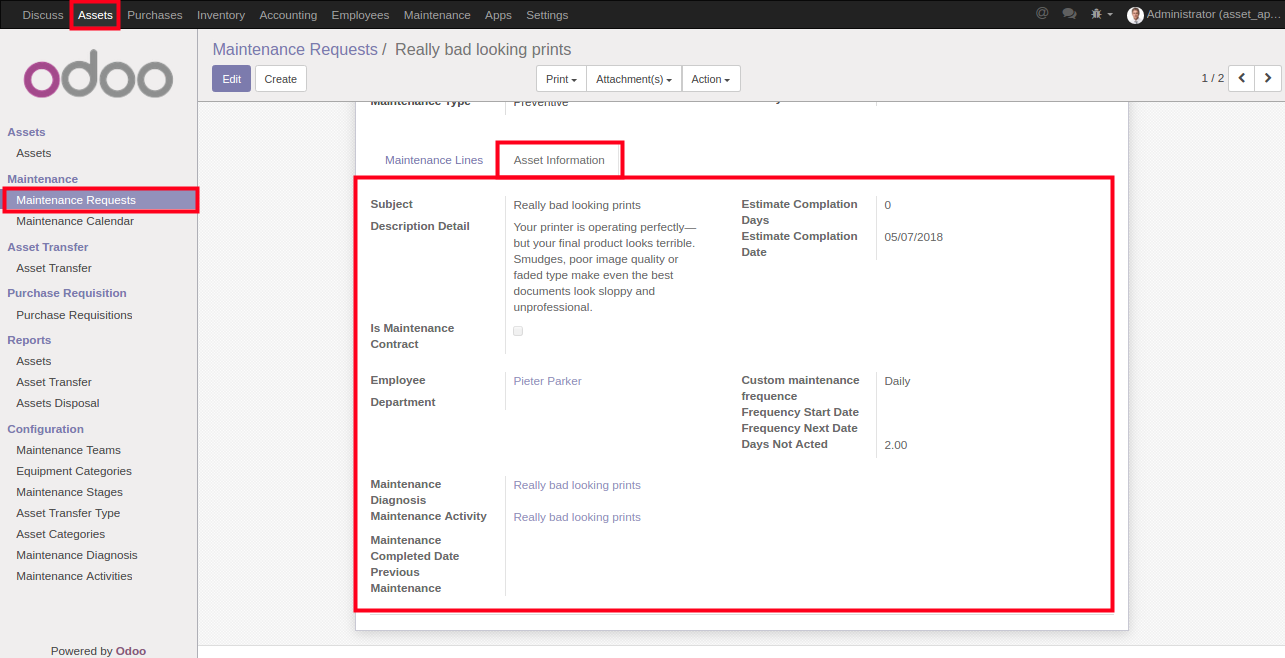 Discuss Assets Purchases Inventory Accounting Employees Maintenance Apps Settings @ Administrator (asset_ap...
odoo
Maintenance Requests / Really bad looking prints
Edit Create Print Attachment(s) Action 1 / 2
Assets
Assets
Maintenance
Maintenance Requests
Maintenance Calendar
Asset Transfer
Asset Transfer
Purchase Requisition
Purchase Requisitions
Reports
Assets
Asset Transfer
Assets Disposal
Configuration
Maintenance Teams
Equipment Categories
Maintenance Stages
Asset Transfer Type
Asset Categories
Maintenance Diagnosis
Maintenance Activities
Powered by Odoo
Maintenance Type Preventive
Maintenance Lines Asset Information
Subject Really bad looking prints
Description Detail Your printer is operating perfectly—
but your final product looks terrible.
Smudges, poor image quality or
faded type make even the best
documents look sloppy and
unprofessional.
Is Maintenance
Contract
Estimate Complation 0
Days
Estimate Complation 05/07/2018
Date
Employee Pieter Parker
Department
Custom maintenance Daily
frequence
Frequency Start Date
Frequency Next Date
Days Not Acted 2.00
Maintenance Really bad looking prints
Diagnosis
Maintenance Activity Really bad looking prints
Maintenance
Completed Date
Previous
Maintenance